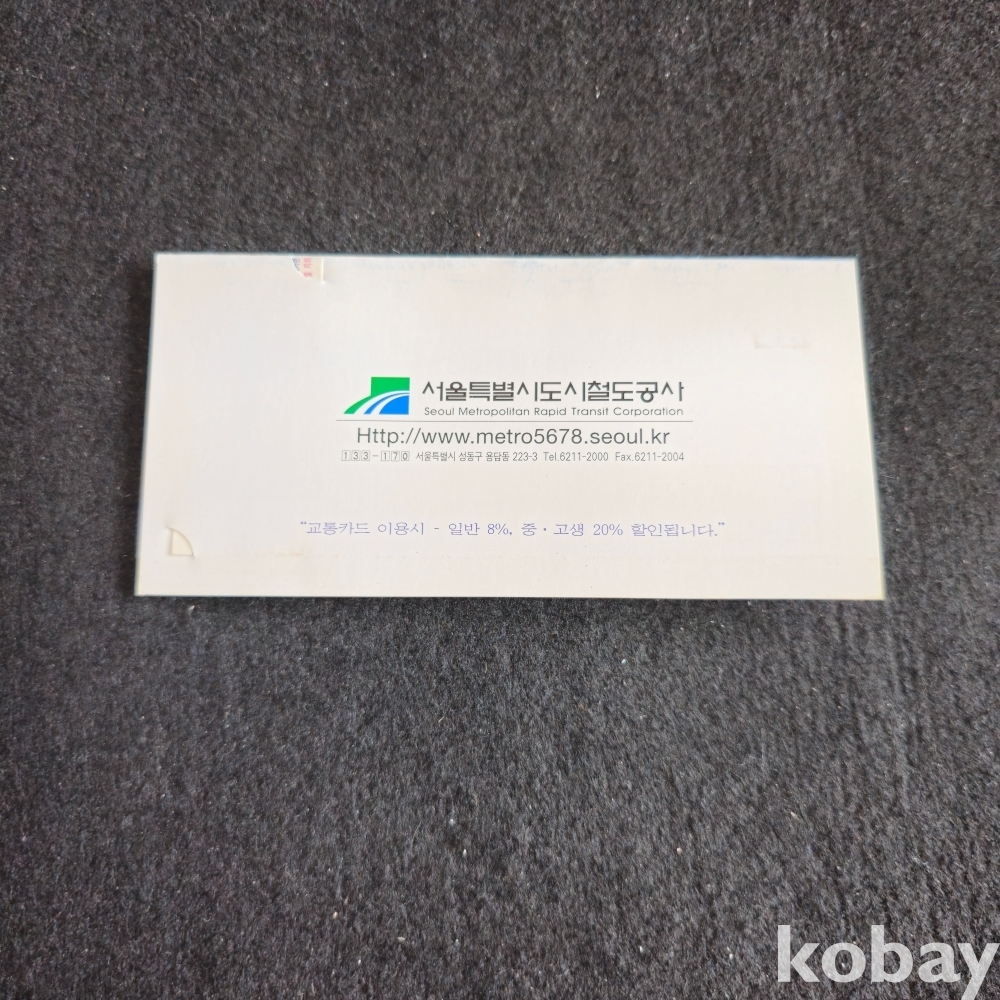 서울특별시도시철도공사
Seoul Metropolitan Rapid Transit Corporation
Http://www.metro5678.seoul.kr
133-170 서울특별시 성동구 용답동 223-3 Tel.6211-2000 Fax.6211-2004
"교통카드 이용시 - 일반 8%, 중·고생 20% 할인됩니다."
kobay